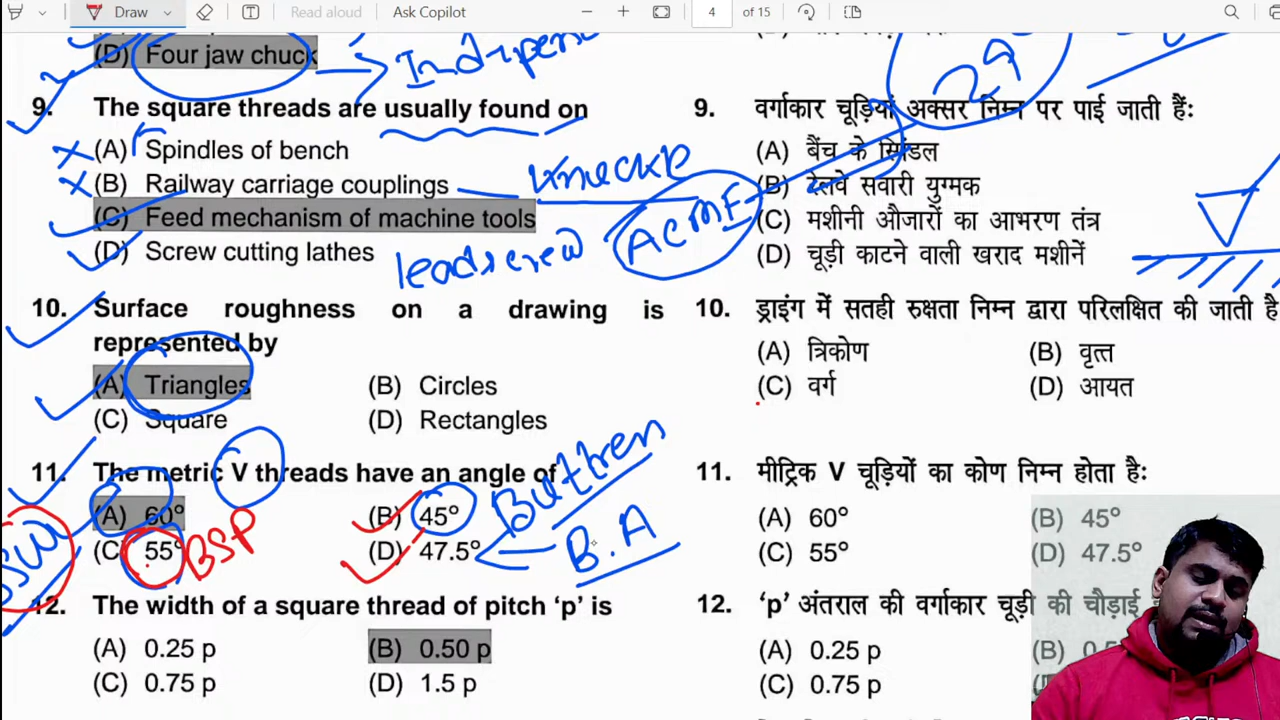 Draw
Read aloud
Ask Copilot
4
of 15
(D) Four jaw chuck
29
9. The square threads are usually found on
(A) Spindles of bench
(B) Railway carriage couplings
(C) Feed mechanism of machine tools
(D) Screw cutting lathes
Knuckle
leadscrew
ACME
10. Surface roughness on a drawing is
represented by
(A) Triangles
(B) Circles
(C) Square
(D) Rectangles
11. The metric V threads have an angle of
(A) 60°
(B) 45°
(C) 55°
(D) 47.5°
BSW
BSP
B.A
12. The width of a square thread of pitch ‘p’ is
(A) 0.25 p
(B) 0.50 p
(C) 0.75 p
(D) 1.5 p
9. वर्गाकार चूड़ियां अक्सर निम्न पर पाई जाती हैं:
(A) बैंच के स्पिंडल
(B) रेलवे सवारी युग्मक
(C) मशीनी औजारों का आभरण तंत्र
(D) चूड़ी काटने वाली खराद मशीनें
10. ड्राइंग में सतही रुक्षता निम्न द्वारा परिलक्षित की जाती है
(A) त्रिकोण
(B) वृत्त
(C) वर्ग
(D) आयत
11. मीट्रिक V चूड़ियों का कोण निम्न होता है:
(A) 60°
(B) 45°
(C) 55°
(D) 47.5°
12. ‘p’ अंतराल की वर्गाकार चूड़ी की चौड़ाई
(A) 0.25 p
(B)
(C) 0.75 p